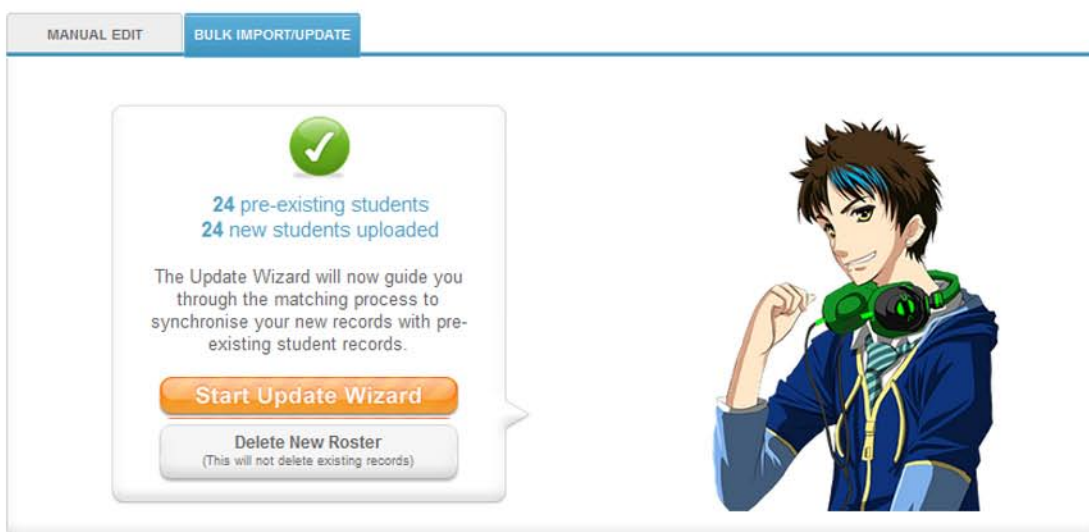 MANUAL EDIT
BULK IMPORT/UPDATE
24 pre-existing students
24 new students uploaded
The Update Wizard will now guide you
through the matching process to
synchronise your new records with pre-
existing student records.
Start Update Wizard
Delete New Roster
(This will not delete existing records)